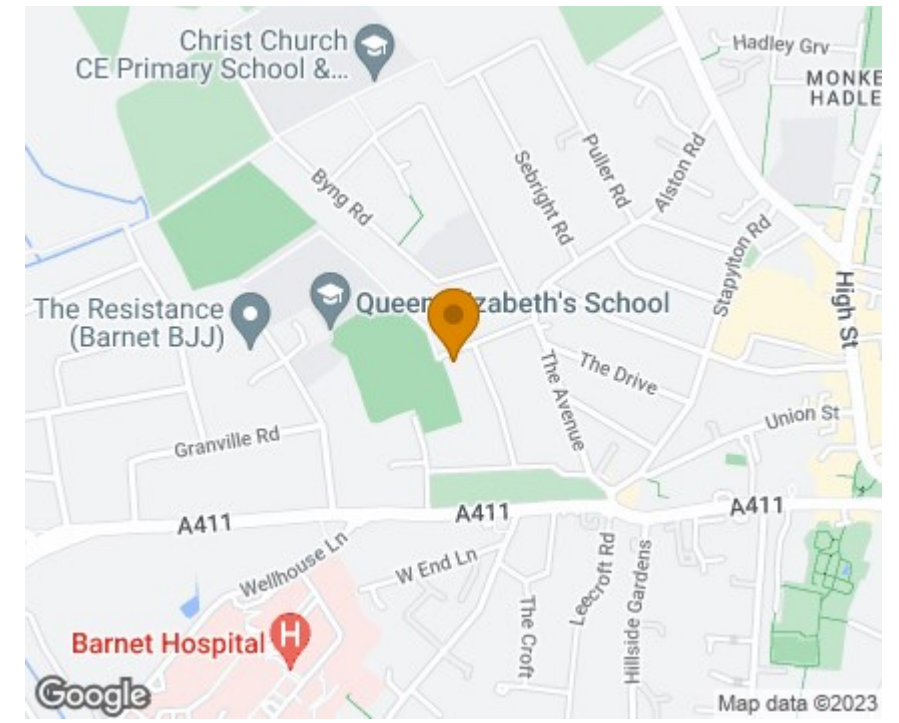 Christ Church
CE Primary School &...
Hadley Grv
MONKE
HADLE
Puller Rd
Alston Rd
Sebright Rd
Byng Rd
Stapylton Rd
The Resistance
(Barnet BJJ)
Queen
izabeth's School
High St
The Avenue
The Drive
Union St
Granville Rd
A411
A411
A411
Wellhouse Ln
W End Ln
The Croft
Leecroft Rd
Hillside Gardens
Barnet Hospital
H
Google
Map data ©2023